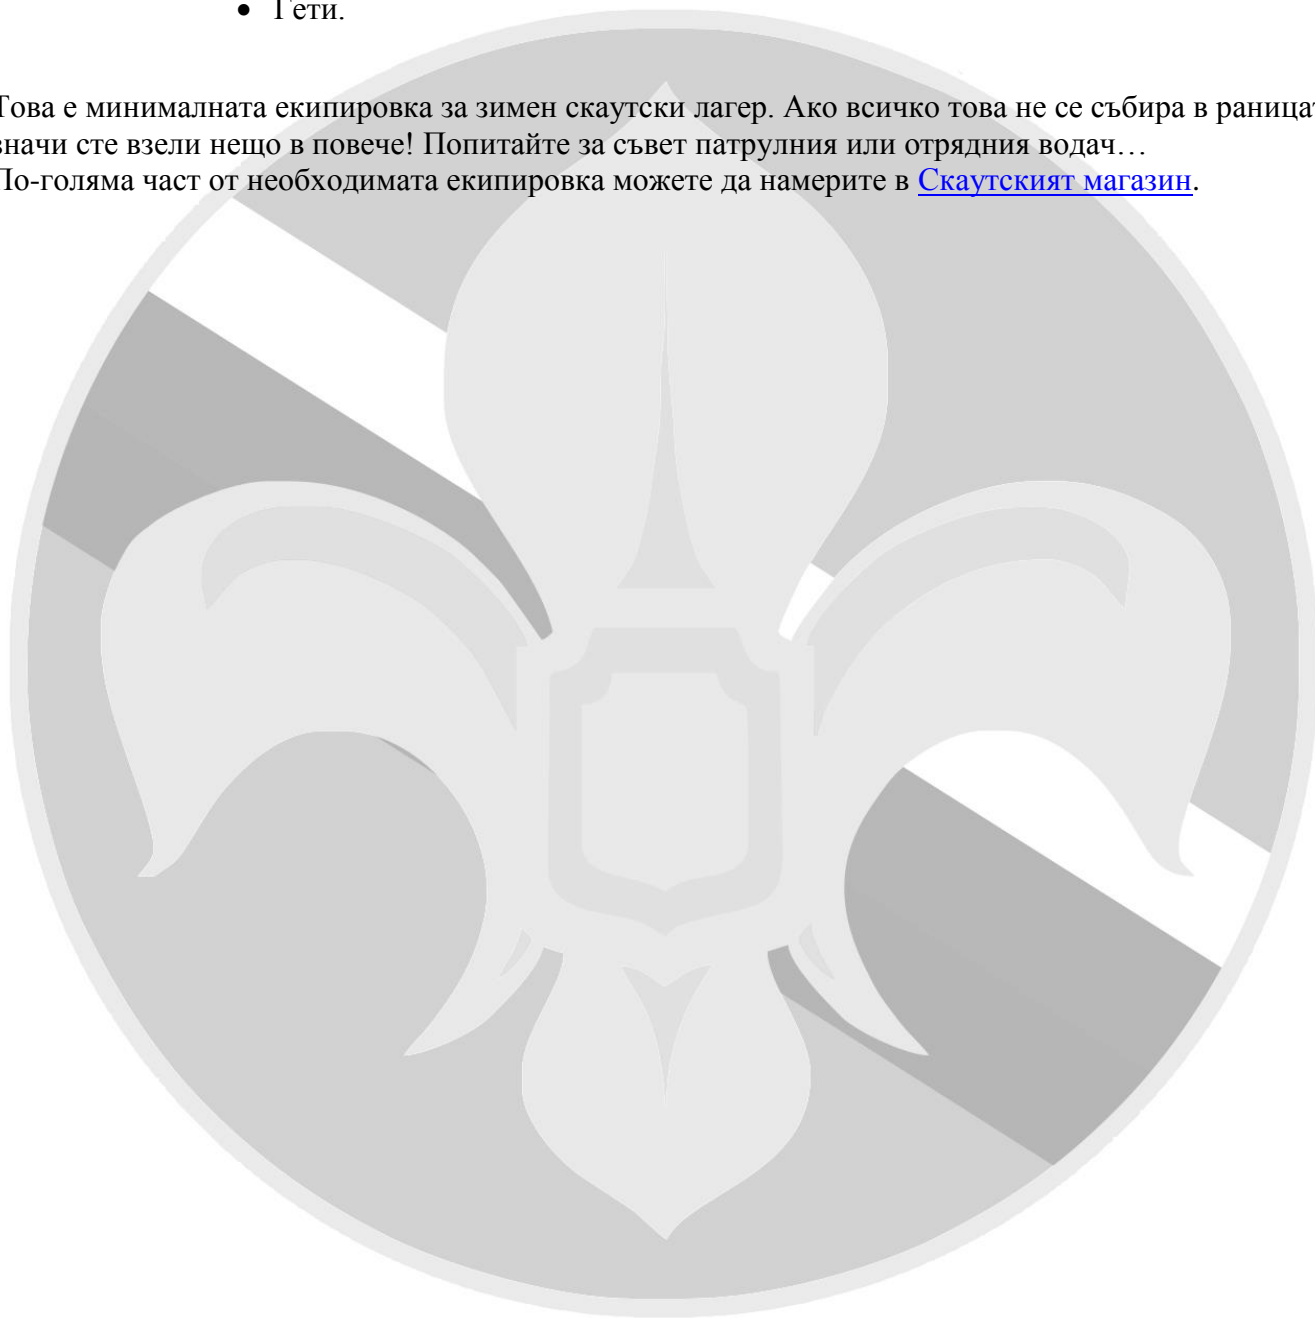 • Гети.
Това е минималната екипировка за зимен скаутски лагер. Ако всичко това не се събира в раницат
значи сте взели нещо в повече! Попитайте за съвет патрулния или отрядния водач…
По-голяма част от необходимата екипировка можете да намерите в Скаутският магазин.